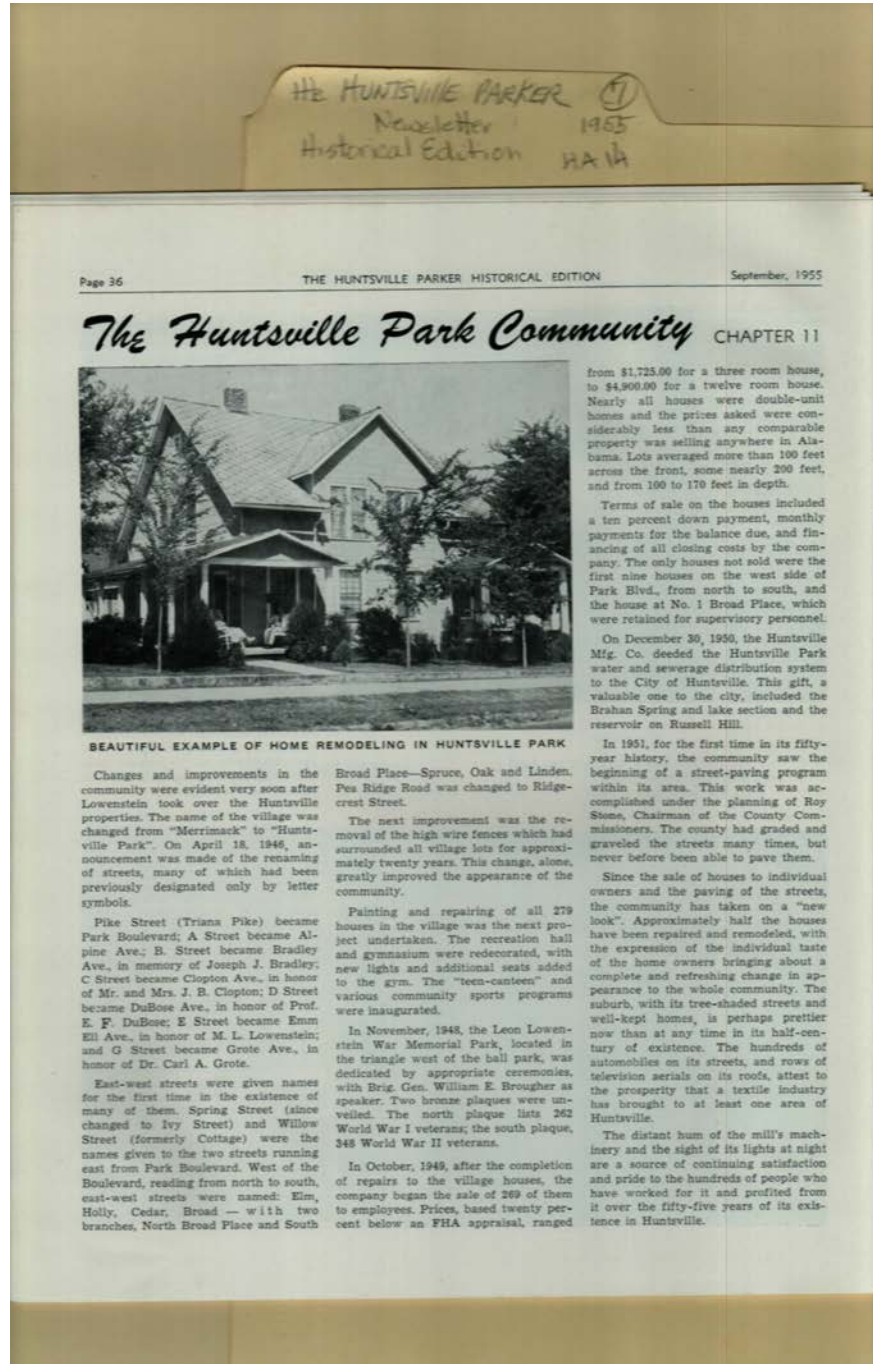 the HUNTSVIllE PARKER 7
Newsletter 1955
Historical Edition HA 14
Page 36
THE HUNTSVILLE PARKER HISTORICAL EDITION
September, 1955
The Huntsville Park Community
CHAPTER 11
BEAUTIFUL EXAMPLE OF HOME REMODELING IN HUNTSVILLE PARK
Changes and improvements in the
community were evident very soon after
Lowenstein took over the Huntsville
properties. The name of the village was
changed from “Merrimack” to “Hunts-
ville Park”. On April 18, 1946, an-
nouncement was made of the renaming
of streets, many of which had been
previously designated only by letter
symbols.
Pike Street (Triana Pike) became
Park Boulevard; A Street became Al-
pine Ave.; B. Street became Bradley
Ave., in memory of Joseph J. Bradley;
C Street became Clopton Ave., in honor
of Mr. and Mrs. J. B. Clopton; D Street
became DuBose Ave., in honor of Prof.
E. F. DuBose; E Street became Emm
Ell Ave., in honor of M. L. Lowenstein;
and G Street became Grote Ave., in
honor of Dr. Carl A. Grote.
East-west streets were given names
for the first time in the existence of
many of them. Spring Street (since
changed to Ivy Street) and Willow
Street (formerly Cottage) were the
names given to the two streets running
east from Park Boulevard. West of the
Boulevard, reading from north to south,
east-west streets were named: Elm,
Holly, Cedar, Broad — with two
branches, North Broad Place and South
Broad Place—Spruce, Oak and Linden.
Pea Ridge Road was changed to Ridge-
crest Street.
The next improvement was the re-
moval of the high wire fences which had
surrounded all village lots for approxi-
mately twenty years. This change, alone,
greatly improved the appearance of the
community.
Painting and repairing of all 279
houses in the village was the next pro-
ject undertaken. The recreation hall
and gymnasium were redecorated, with
new lights and additional seats added
to the gym. The “teen-canteen” and
various community sports programs
were inaugurated.
In November, 1948, the Leon Lowen-
stein War Memorial Park, located in
the triangle west of the ball park, was
dedicated by appropriate ceremonies,
with Brig. Gen. William E. Brougher as
speaker. Two bronze plaques were un-
veiled. The north plaque lists 262
World War I veterans; the south plaque,
348 World War II veterans.
In October, 1949, after the completion
of repairs to the village houses, the
company began the sale of 269 of them
to employees. Prices, based twenty per-
cent below an FHA appraisal, ranged
from $1,725.00 for a three room house,
to $4,900.00 for a twelve room house.
Nearly all houses were double-unit
homes and the prices asked were con-
siderably less than any comparable
property was selling anywhere in Ala-
bama. Lots averaged more than 100 feet
across the front, some nearly 200 feet,
and from 100 to 170 feet in depth.
Terms of sale on the houses included
a ten percent down payment, monthly
payments for the balance due, and fin-
ancing of all closing costs by the com-
pany. The only houses not sold were the
first nine houses on the west side of
Park Blvd., from north to south, and
the house at No. 1 Broad Place, which
were retained for supervisory personnel.
On December 30, 1950, the Huntsville
Mfg. Co. deeded the Huntsville Park
water and sewerage distribution system
to the City of Huntsville. This gift, a
valuable one to the city, included the
Brahan Spring and lake section and the
reservoir on Russell Hill.
In 1951, for the first time in its fifty-
year history, the community saw the
beginning of a street-paving program
within its area. This work was ac-
complished under the planning of Roy
Stone, Chairman of the County Com-
missioners. The county had graded and
graveled the streets many times, but
never before been able to pave them.
Since the sale of houses to individual
owners and the paving of the streets,
the community has taken on a “new
look”. Approximately half the houses
have been repaired and remodeled, with
the expression of the individual taste
of the home owners bringing about a
complete and refreshing change in ap-
pearance to the whole community. The
suburb, with its tree-shaded streets and
well-kept homes, is perhaps prettier
now than at any time in its half-cen-
tury of existence. The hundreds of
automobiles on its streets, and rows of
television aerials on its roofs, attest to
the prosperity that a textile industry
has brought to at least one area of
Huntsville.
The distant hum of the mill's mach-
inery and the sight of its lights at night
are a source of continuing satisfaction
and pride to the hundreds of people who
have worked for it and profited from
it over the fifty-five years of its exis-
tence in Huntsville.